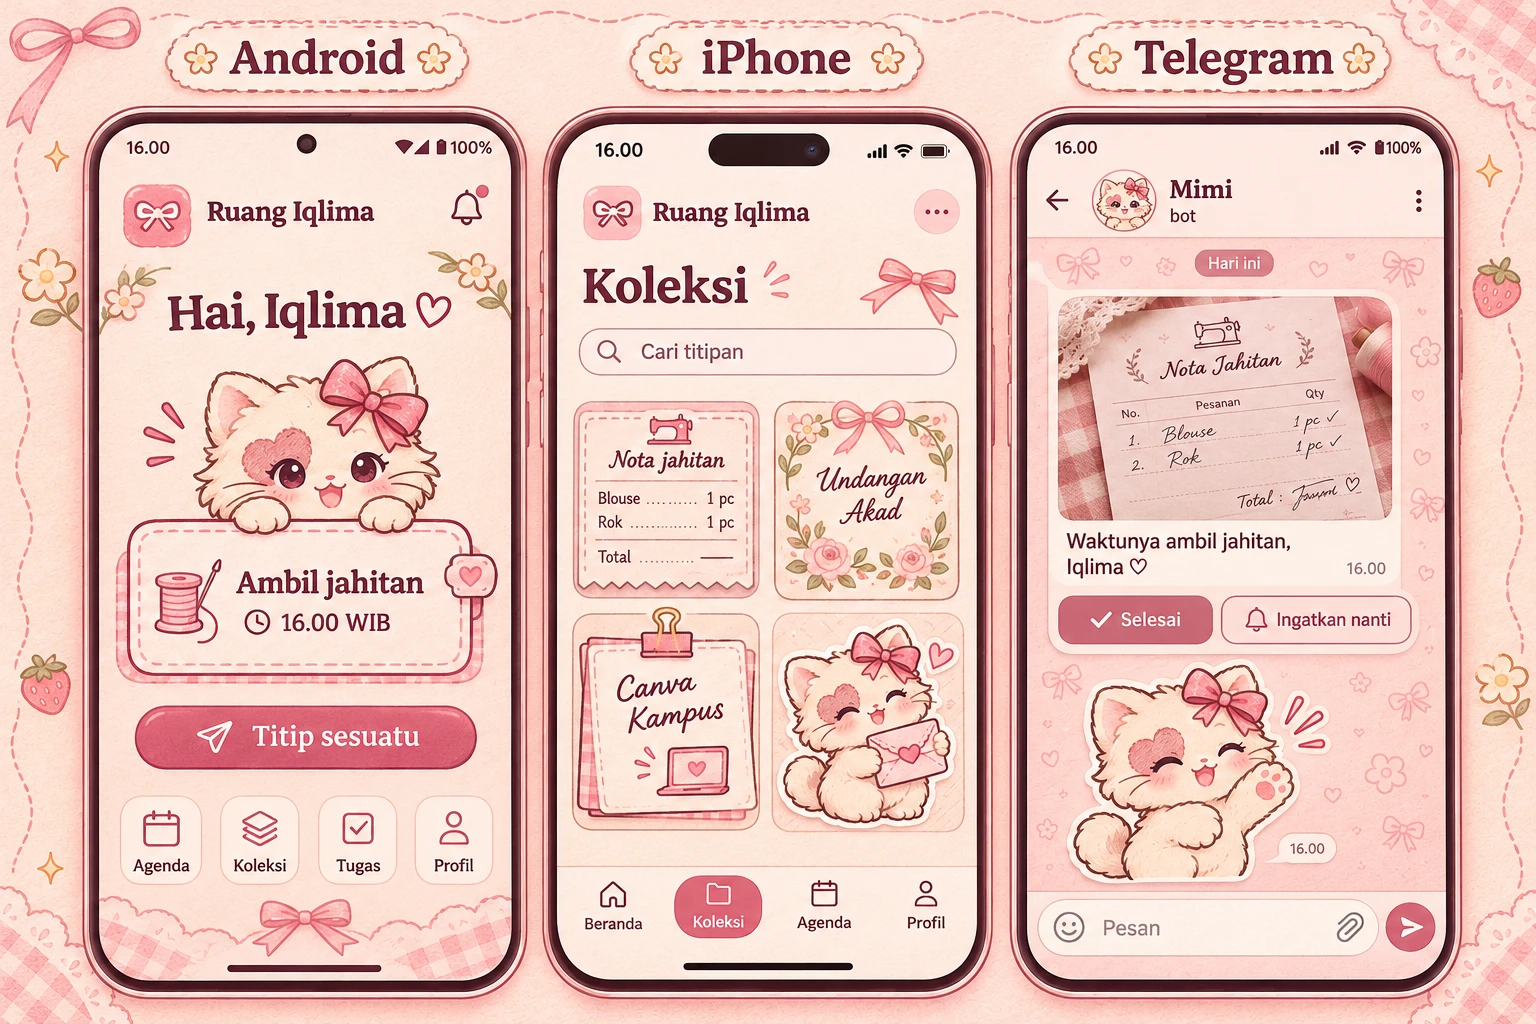 Android
16.00
100%
Ruang Iqlima
Hai, Iqlima
Ambil jahitan
16.00 WIB
Titip sesuatu
Agenda
Koleksi
Tugas
Profil
iPhone
16.00
Ruang Iqlima
Koleksi
Cari titipan
Nota jahitan
Blouse .......... 1 pc
Rok ............. 1 pc
Total ...........
Undangan
Akad
Canva
Kampus
Beranda
Koleksi
Agenda
Profil
Telegram
16.00
100%
Mimi
bot
Hari ini
Nota Jahitan
No. Pesanan Qty
1. Blouse 1 pc ✓
2. Rok 1 pc ✓
Total :
Waktunya ambil jahitan,
Iqlima ♡
16.00
Selesai
Ingatkan nanti
16.00
Pesan